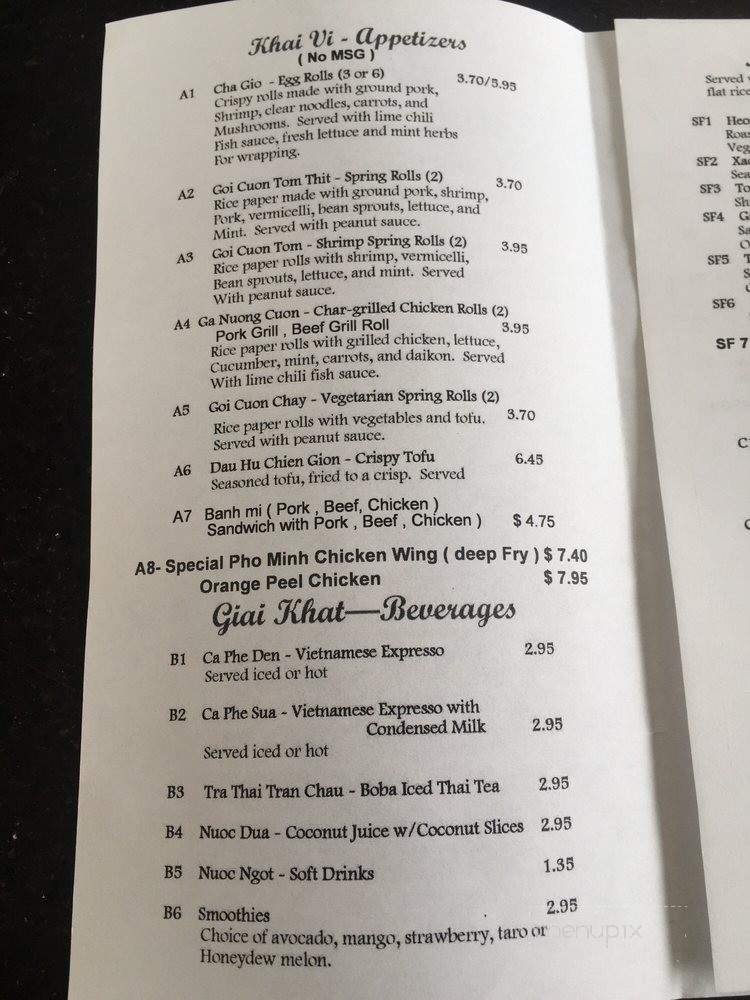 Khai Vi - Appetizers
( No MSG )
A1 Cha Gio - Egg Rolls (3 or 6) 3.70/5.95
Crispy rolls made with ground pork,
Shrimp, clear noodles, carrots, and
Mushrooms. Served with lime chili
Fish sauce, fresh lettuce and mint herbs
For wrapping.
A2 Goi Cuon Tom Thit - Spring Rolls (2) 3.70
Rice paper made with ground pork, shrimp,
Pork, vermicelli, bean sprouts, lettuce, and
Mint. Served with peanut sauce.
A3 Goi Cuon Tom - Shrimp Spring Rolls (2) 3.95
Rice paper rolls with shrimp, vermicelli,
Bean sprouts, lettuce, and mint. Served
With peanut sauce.
A4 Ga Nuong Cuon - Char-grilled Chicken Rolls (2)
Pork Grill , Beef Grill Roll 3.95
Rice paper rolls with grilled chicken, lettuce,
Cucumber, mint, carrots, and daikon. Served
With lime chili fish sauce.
A5 Goi Cuon Chay - Vegetarian Spring Rolls (2)
Rice paper rolls with vegetables and tofu. 3.70
Served with peanut sauce.
A6 Dau Hu Chien Gion - Crispy Tofu 6.45
Seasoned tofu, fried to a crisp. Served
A7 Banh mi ( Pork , Beef, Chicken )
Sandwich with Pork , Beef , Chicken ) $ 4.75
A8- Special Pho Minh Chicken Wing ( deep Fry ) $ 7.40
Orange Peel Chicken $ 7.95
Giai Khat—Beverages
B1 Ca Phe Den - Vietnamese Expresso 2.95
Served iced or hot
B2 Ca Phe Sua - Vietnamese Expresso with
Condensed Milk 2.95
Served iced or hot
B3 Tra Thai Tran Chau - Boba Iced Thai Tea 2.95
B4 Nuoc Dua - Coconut Juice w/Coconut Slices 2.95
B5 Nuoc Ngot - Soft Drinks 1.35
B6 Smoothies 2.95
Choice of avocado, mango, strawberry, taro or
Honeydew melon.
Served
flat rice
SF1 Heo
Roas
Veg
SF2 Xao
Sea
SF3 To
Sh
SF4 G
Sa
O
SF5 T
S
SF6
SF 7
menupix